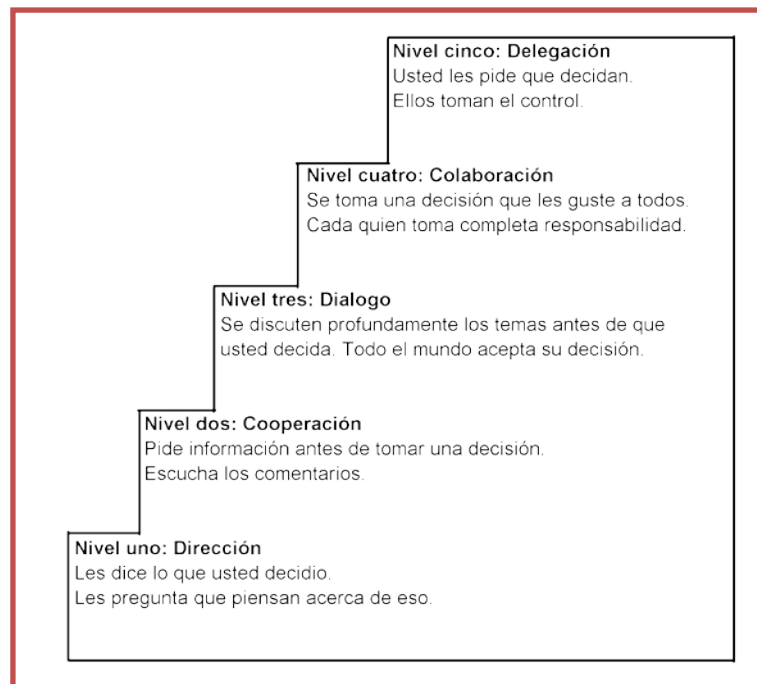 Nivel cinco: Delegación
Usted les pide que decidan.
Ellos toman el control.
Nivel cuatro: Colaboración
Se toma una decisión que les guste a todos.
Cada quien toma completa responsabilidad.
Nivel tres: Dialogo
Se discuten profundamente los temas antes de que
usted decida. Todo el mundo acepta su decisión.
Nivel dos: Cooperación
Pide información antes de tomar una decisión.
Escucha los comentarios.
Nivel uno: Dirección
Les dice lo que usted decidio.
Les pregunta que piensan acerca de eso.